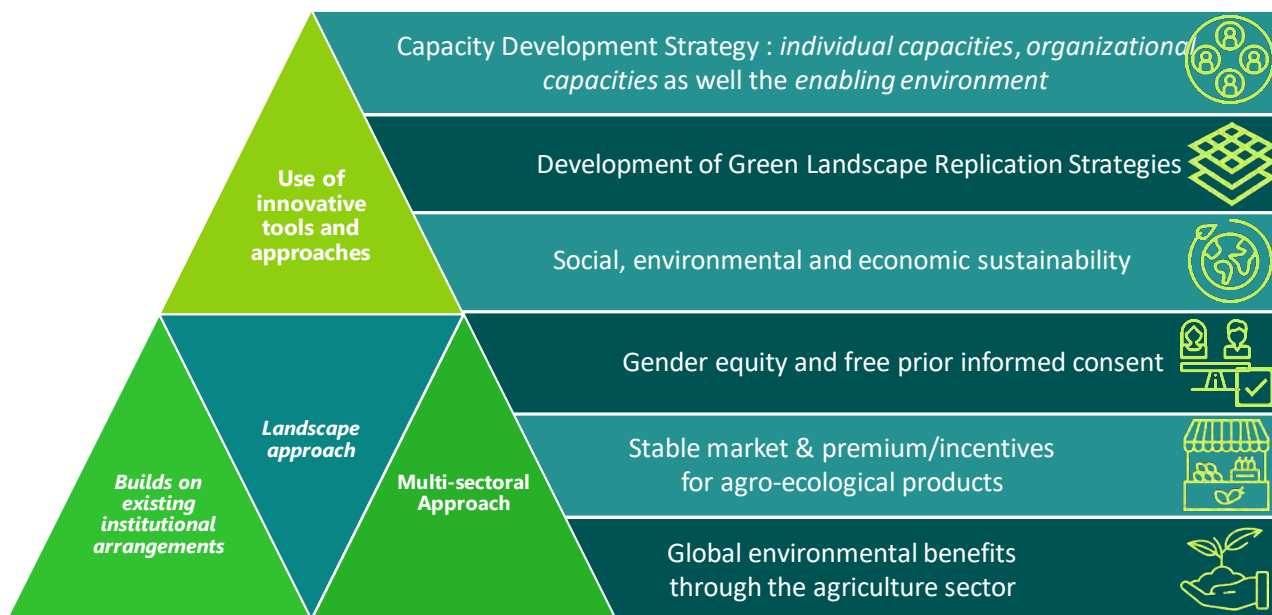 Capacity Development Strategy : individual capacities, organizational
capacities as well the enabling environment
Development of Green Landscape Replication Strategies
Use of
innovative
tools and
approaches
Social, environmental and economic sustainability
Gender equity and free prior informed consent
Landscape
approach
Builds on
existing
institutional
arrangements
Multi-sectoral
Approach
Stable market & premium/incentives
for agro-ecological products
Global environmental benefits
through the agriculture sector